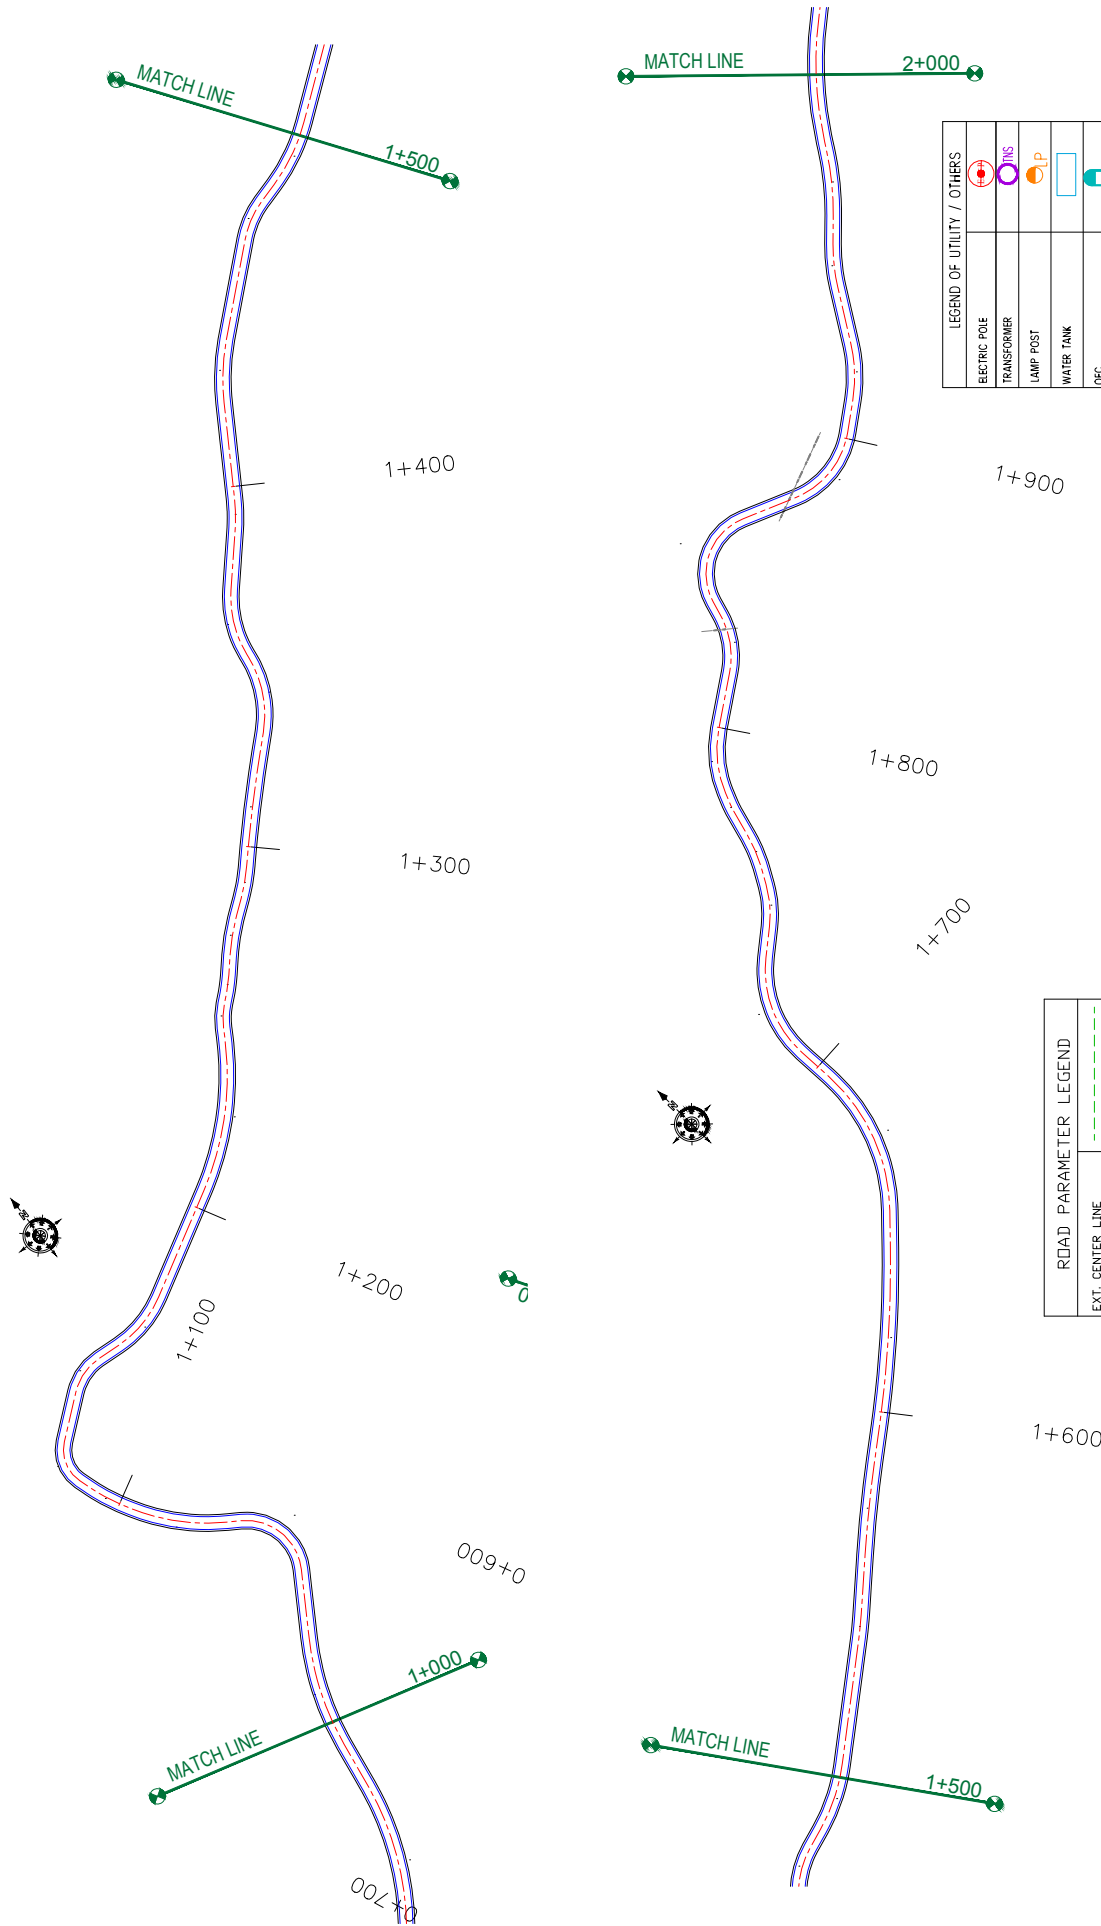 MATCH LINE
1+500
1+400
1+300
N
1+200
1+100
0
0+600
1+000
MATCH LINE
0+700
MATCH LINE
2+000
1+900
1+800
1+700
N
1+600
MATCH LINE
1+500
LEGEND OF UTILITY / OTHERS
ELECTRIC POLE
TRANSFORMER
TNS
LAMP POST
LP
WATER TANK
OFC
ROAD PARAMETER LEGEND
EXT. CENTER LINE